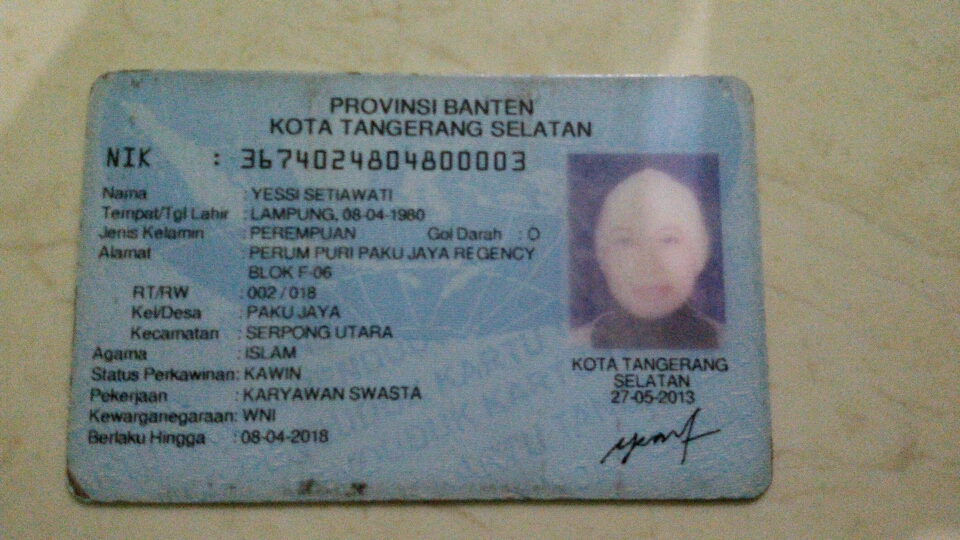 PROVINSI BANTEN
KOTA TANGERANG SELATAN
NIK : 3674024804800003
Nama : YESSI SETIAWATI
Tempat/Tgl Lahir : LAMPUNG, 08-04-1980
Jenis Kelamin : PEREMPUAN Gol Darah : O
Alamat : PERUM PURI PAKU JAYA REGENCY
BLOK F-06
RT/RW : 002 / 018
Kel/Desa : PAKU JAYA
Kecamatan : SERPONG UTARA
Agama : ISLAM
Status Perkawinan: KAWIN
Pekerjaan : KARYAWAN SWASTA
Kewarganegaraan: WNI
Berlaku Hingga : 08-04-2018
KOTA TANGERANG
SELATAN
27-05-2013